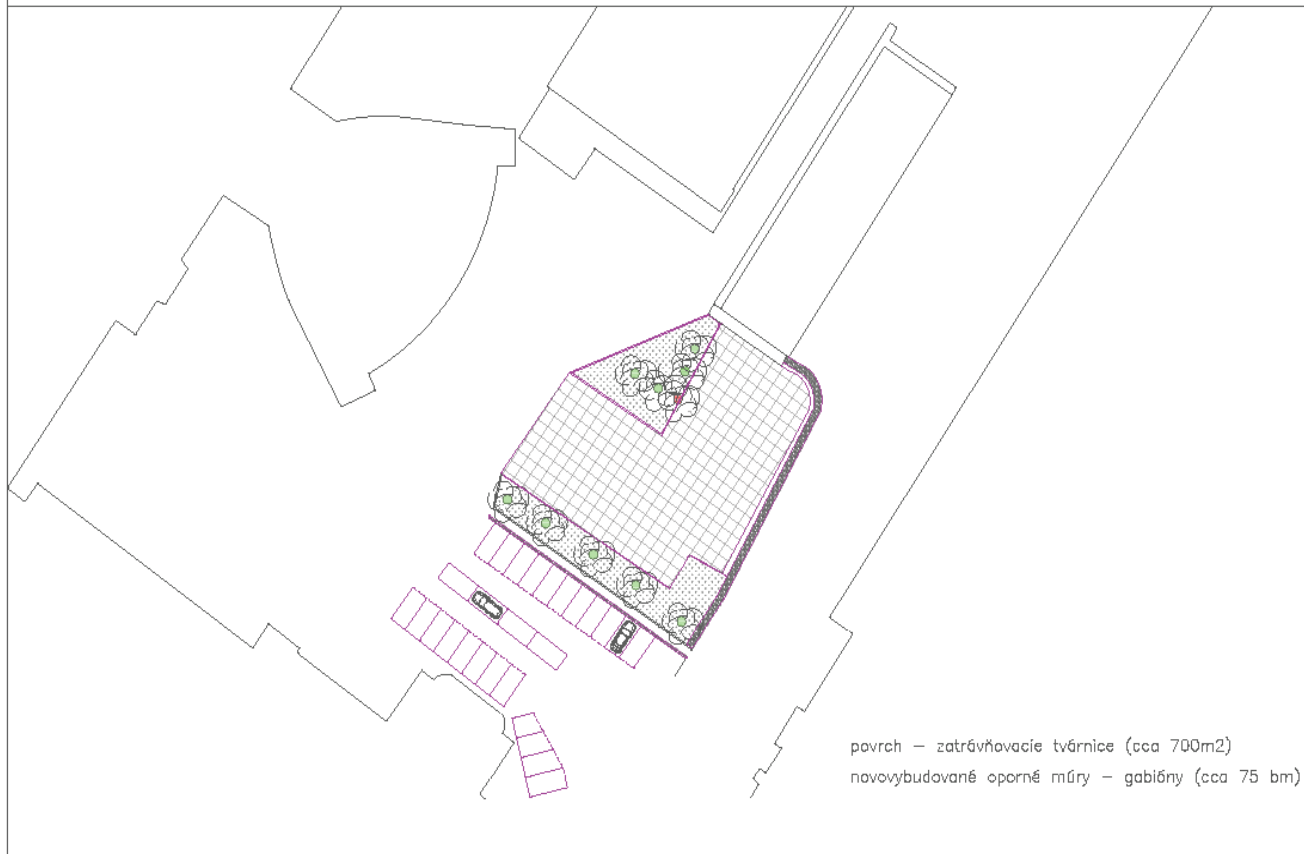 povrch – zatrávňovacie tvárnice (cca 700m2)
novovybudované oporné múry – gabióny (cca 75 bm)